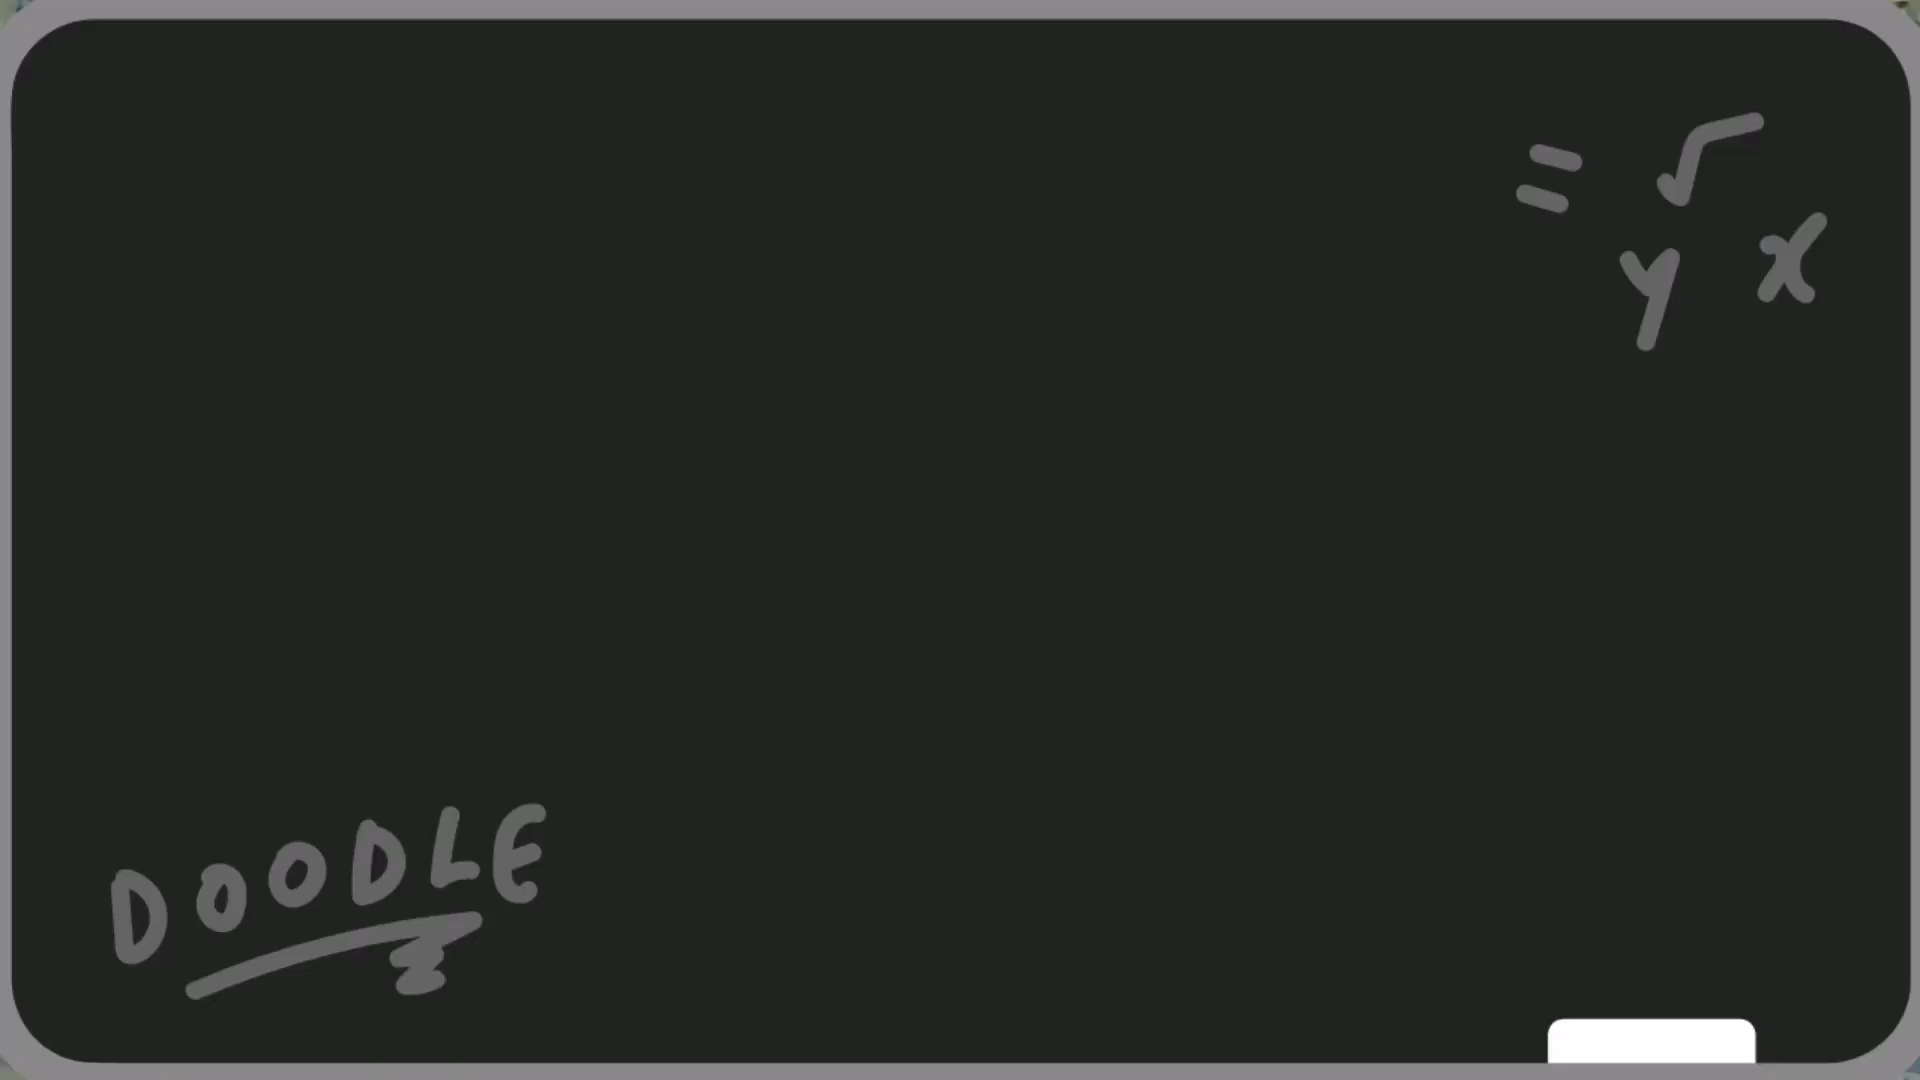 = √
y x
DOODLE